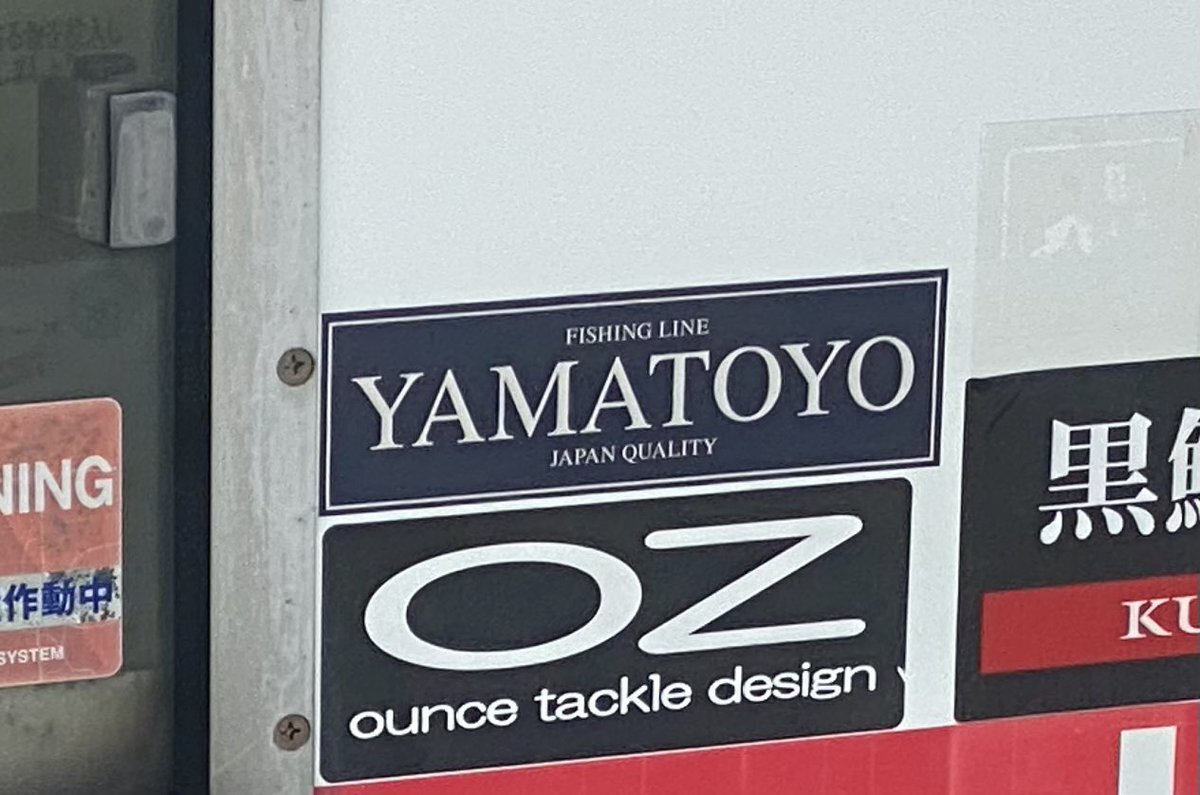 FISHING LINE
YAMATOYO
JAPAN QUALITY
OZ
ounce tackle design
NING
作動中
SYSTEM
黒
KU